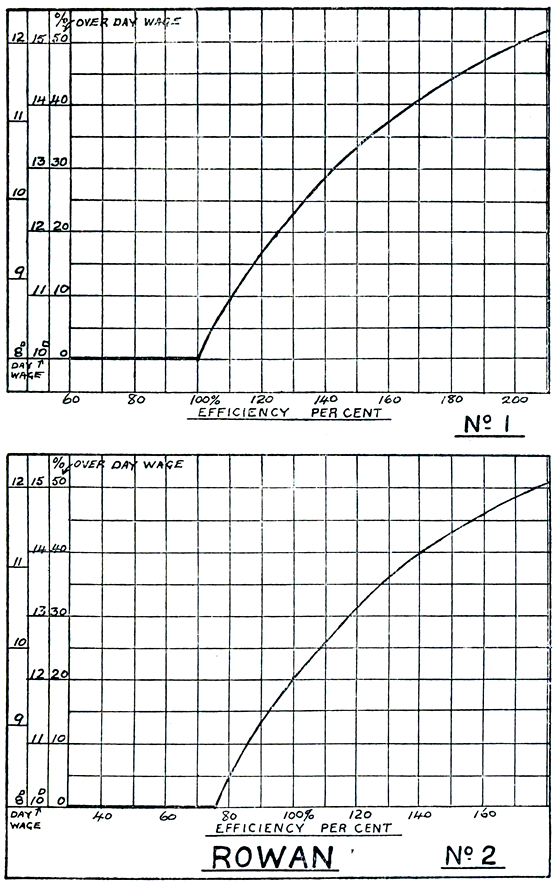 % OVER DAY WAGE
12 15 50
14 40
11
13 30
10
12 20
9
11 10
8D 10D 0
DAY ↑
WAGE
60 80 100% 120 140 160 180 200
EFFICIENCY PER CENT
No 1
% OVER DAY WAGE
12 15 50
14 40
11
13 30
10
12 20
9
11 10
8 10D 0
DAY ↑
WAGE
40 60 80 100% 120 140 160
EFFICIENCY PER CENT
ROWAN No 2